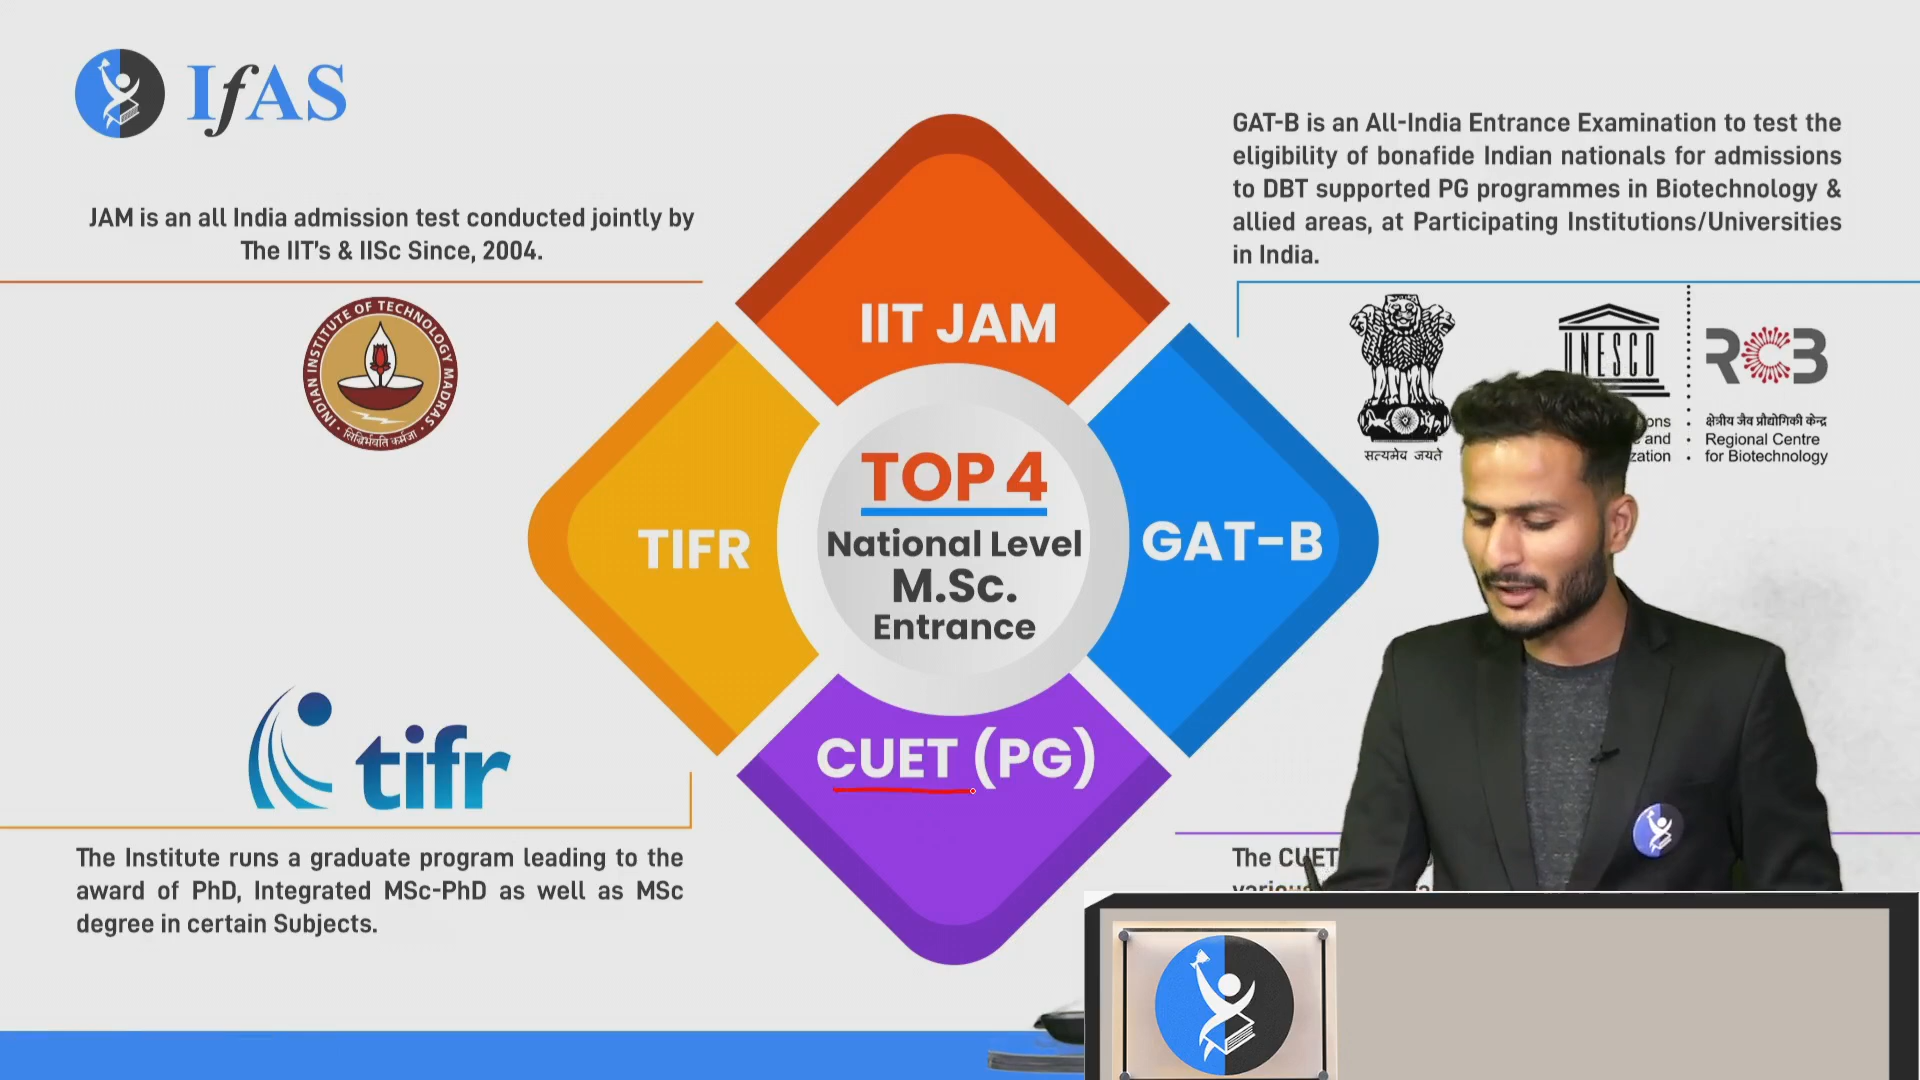 IfAS
JAM is an all India admission test conducted jointly by
The IIT's & IISc Since, 2004.
INDIAN INSTITUTE OF TECHNOLOGY MADRAS
सिद्धिर्भवति कर्मजा
GAT-B is an All-India Entrance Examination to test the
eligibility of bonafide Indian nationals for admissions
to DBT supported PG programmes in Biotechnology &
allied areas, at Participating Institutions/Universities
in India.
सत्यमेव जयते
UNESCO
and
RCB
क्षेत्रीय जैव प्रौद्योगिकी केन्द्र
Regional Centre
for Biotechnology
IIT JAM
TIFR
GAT-B
CUET (PG)
TOP 4
National Level
M.Sc.
Entrance
tifr
The Institute runs a graduate program leading to the
award of PhD, Integrated MSc-PhD as well as MSc
degree in certain Subjects.
The CUET